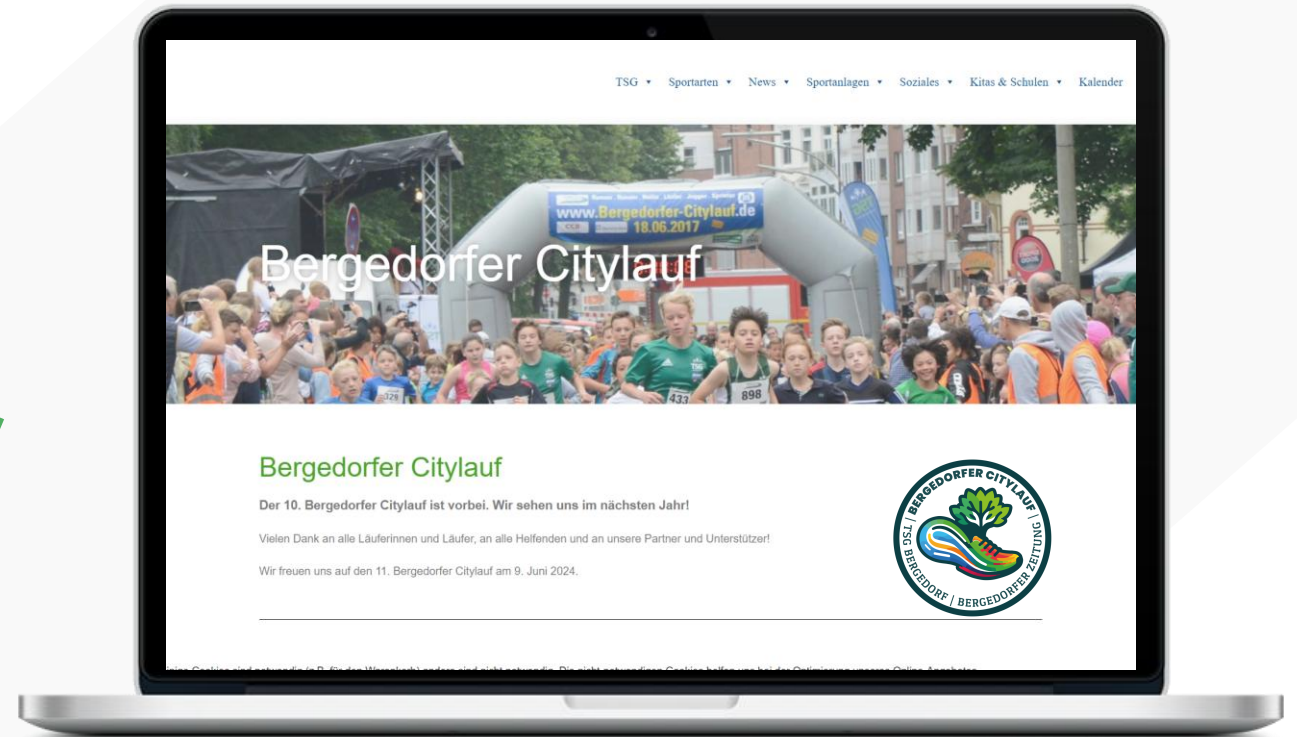 TSG Sportarten News Sportanlagen Soziales Kitas & Schulen Kalender
www.Bergedorfer-Citylauf.de
18.06.2017
Bergedorfer Citylauf
326
433
898
Bergedorfer Citylauf
Der 10. Bergedorfer Citylauf ist vorbei. Wir sehen uns im nächsten Jahr!
Vielen Dank an alle Läuferinnen und Läufer, an alle Helfenden und an unsere Partner und Unterstützer!
Wir freuen uns auf den 11. Bergedorfer Citylauf am 9. Juni 2024.
| BERGEDORFER CITYLAUF |
TSG BERGEDORF | BERGEDORFER ZEITUNG